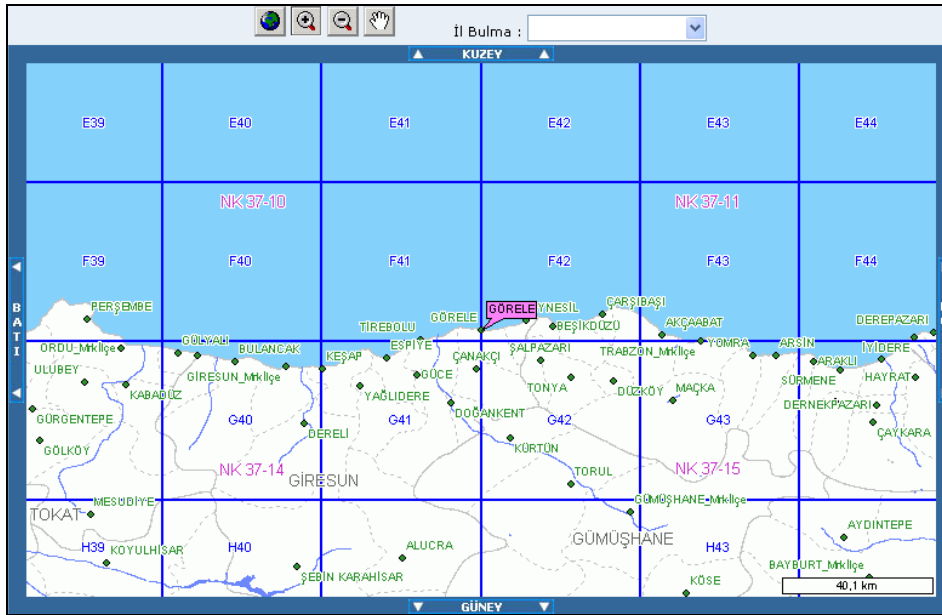 İl Bulma :
KUZEY
E39 E40 E41 E42 E43 E44
NK 37-10 NK 37-11
F39 F40 F41 F42 F43 F44
BATI
PERŞEMBE
GÖRELE GÖRELE YNESİL ÇARŞIBAŞI
TİREBOLU BEŞİKDÜZÜ AKÇAABAT DEREPAZARI
ORDU_Mrkİlçe GÜLYALI BULANCAK ESPİYE ŞALPAZARI TRABZON_Mrkİlçe YOMRA ARSİN İYİDERE
ULUBEY GİRESUN_Mrkİlçe KEŞAP ÇANAKÇI ARAKLI
KABADÜZ YAĞLIDERE GÜCE TONYA DÜZKÖY MAÇKA SÜRMENE HAYRAT
GÜRGENTEPE G40 G41 DOĞANKENT G42 G43 DERNEKPAZARI
GÖLKÖY DERELİ KÜRTÜN ÇAYKARA
NK 37-14 NK 37-15
GİRESUN TORUL
TOKAT MESUDİYE GÜMÜŞHANE_Mrkİlçe
GÜMÜŞHANE AYDINTEPE
H39 KOYULHİSAR H40 ALUCRA H43
ŞEBİN KARAHİSAR KÖSE BAYBURT_Mrkİlçe
40,1 km
GÜNEY